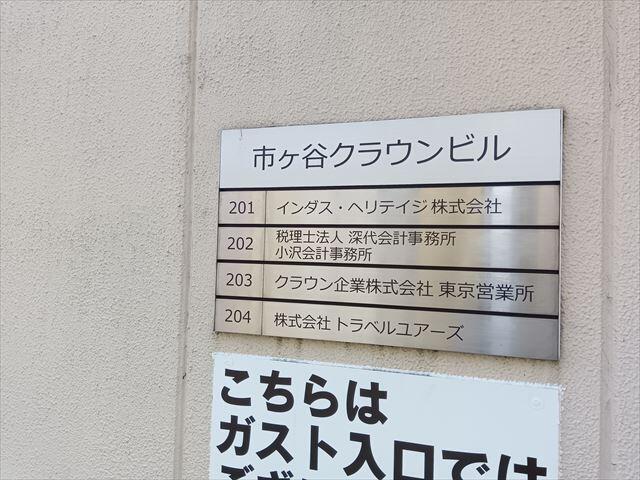 市ヶ谷クラウンビル
201 インダス・ヘリテイジ 株式会社
202 税理士法人 深代会計事務所
小沢会計事務所
203 クラウン企業株式会社 東京営業所
204 株式会社 トラベルユアーズ
こちらは
ガスト入口では